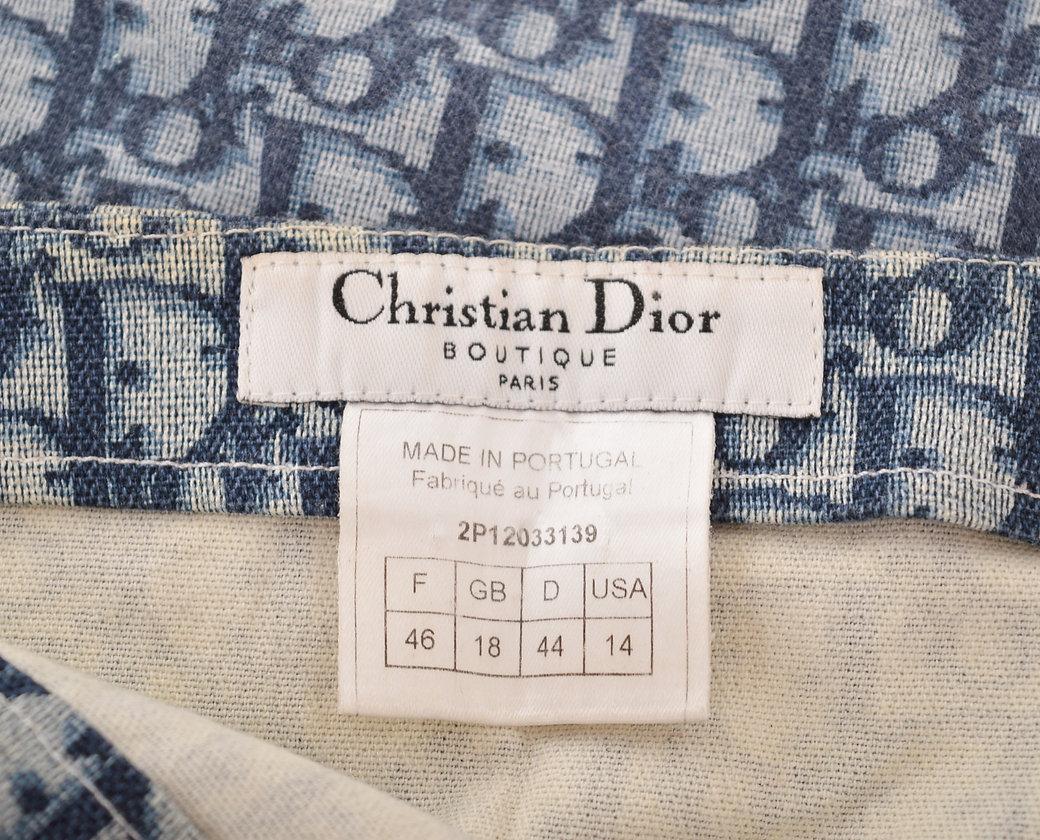 Christian Dior
BOUTIQUE
PARIS
MADE IN PORTUGAL
Fabriqué au Portugal
2P12033139
F GB D USA
46 18 44 14